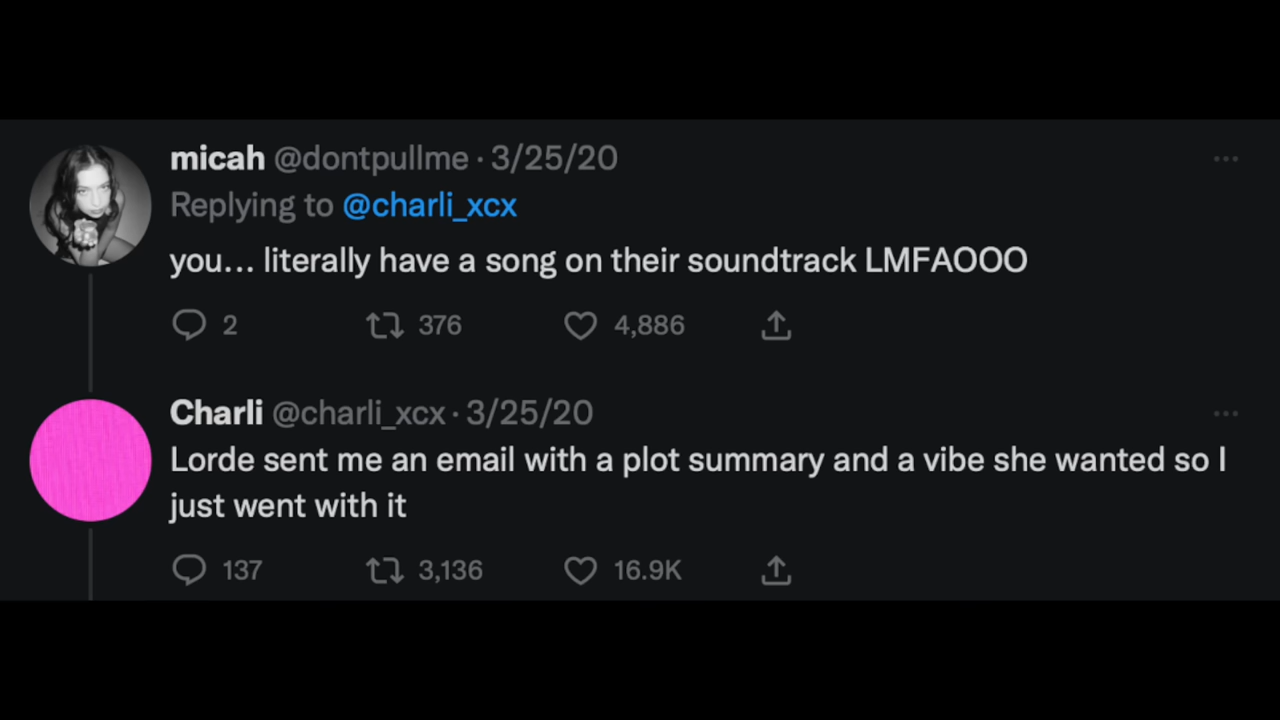 micah @dontpullme · 3/25/20
Replying to @charli_xcx
you... literally have a song on their soundtrack LMFAOOO
2 376 4,886
Charli @charli_xcx · 3/25/20
Lorde sent me an email with a plot summary and a vibe she wanted so I
just went with it
137 3,136 16.9K